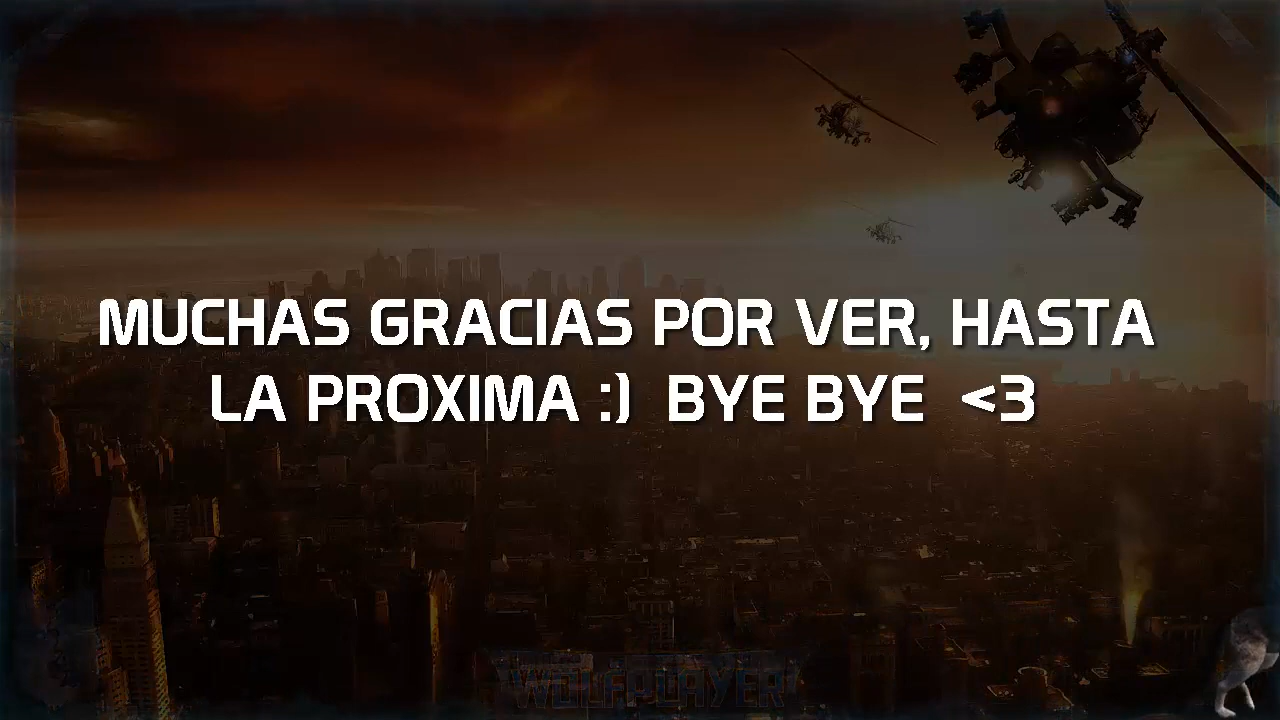 MUCHAS GRACIAS POR VER, HASTA
LA PROXIMA :) BYE BYE <3
WOLFPLAYER